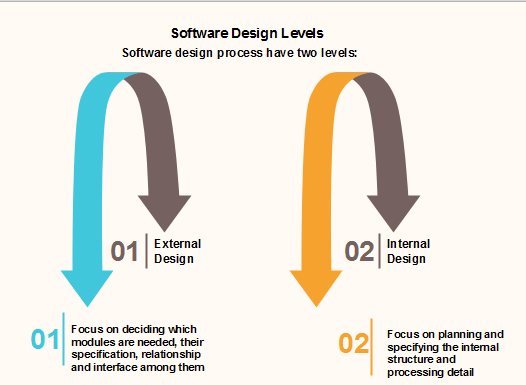 Software Design Levels
Software design process have two levels:
01
External
Design
02
Internal
Design
01
Focus on deciding which
modules are needed, their
specification, relationship
and interface among them
02
Focus on planning and
specifying the internal
structure and
processing detail